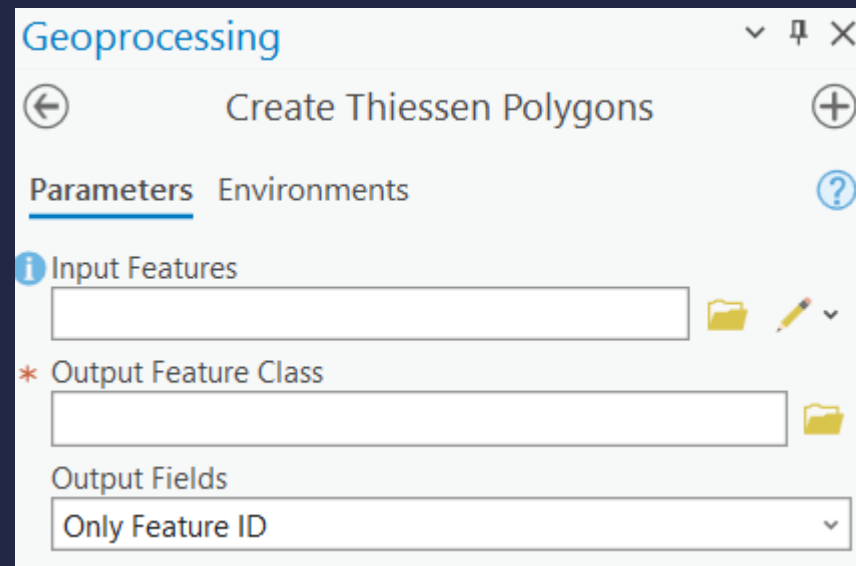 Geoprocessing
Create Thiessen Polygons
Parameters Environments
Input Features
* Output Feature Class
Output Fields
Only Feature ID